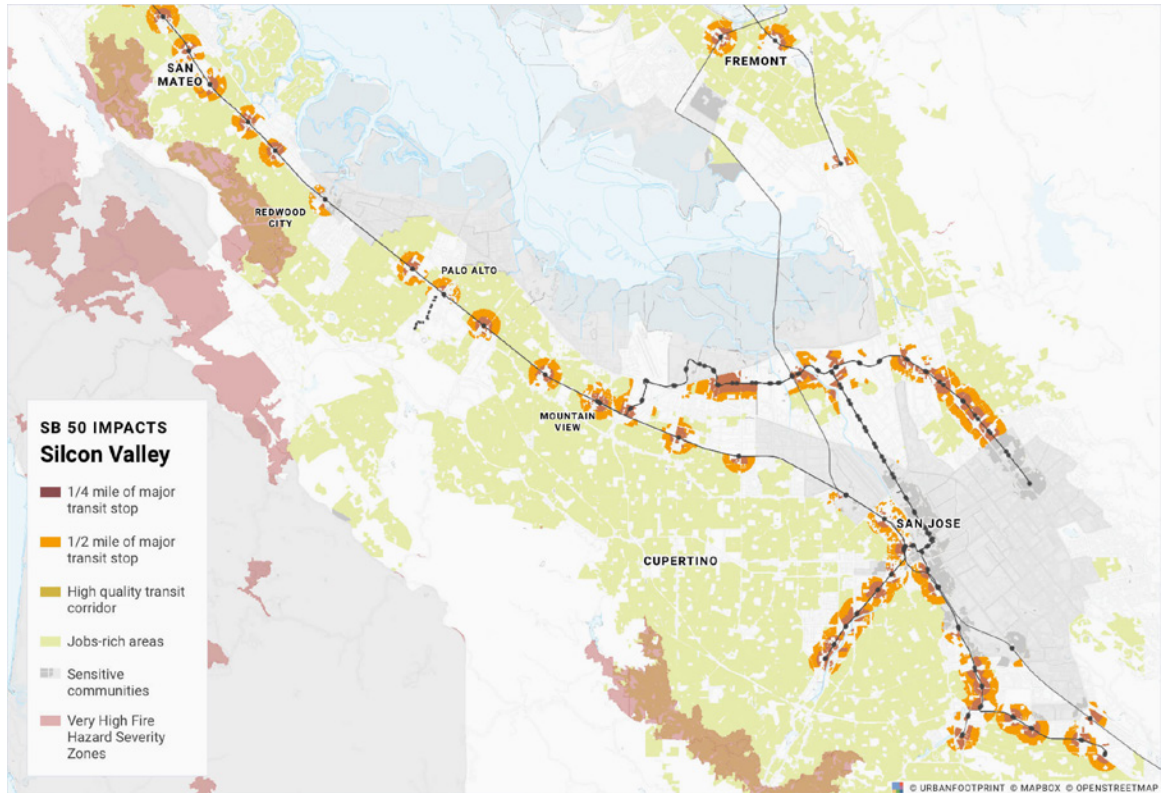 SAN
MATEO
FREMONT
REDWOOD
CITY
PALO ALTO
MOUNTAIN
VIEW
SAN JOSE
CUPERTINO
SB 50 IMPACTS
Silcon Valley
1/4 mile of major
transit stop
1/2 mile of major
transit stop
High quality transit
corridor
Jobs-rich areas
Sensitive
communities
Very High Fire
Hazard Severity
Zones
© URBANFOOTPRINT © MAPBOX © OPENSTREETMAP